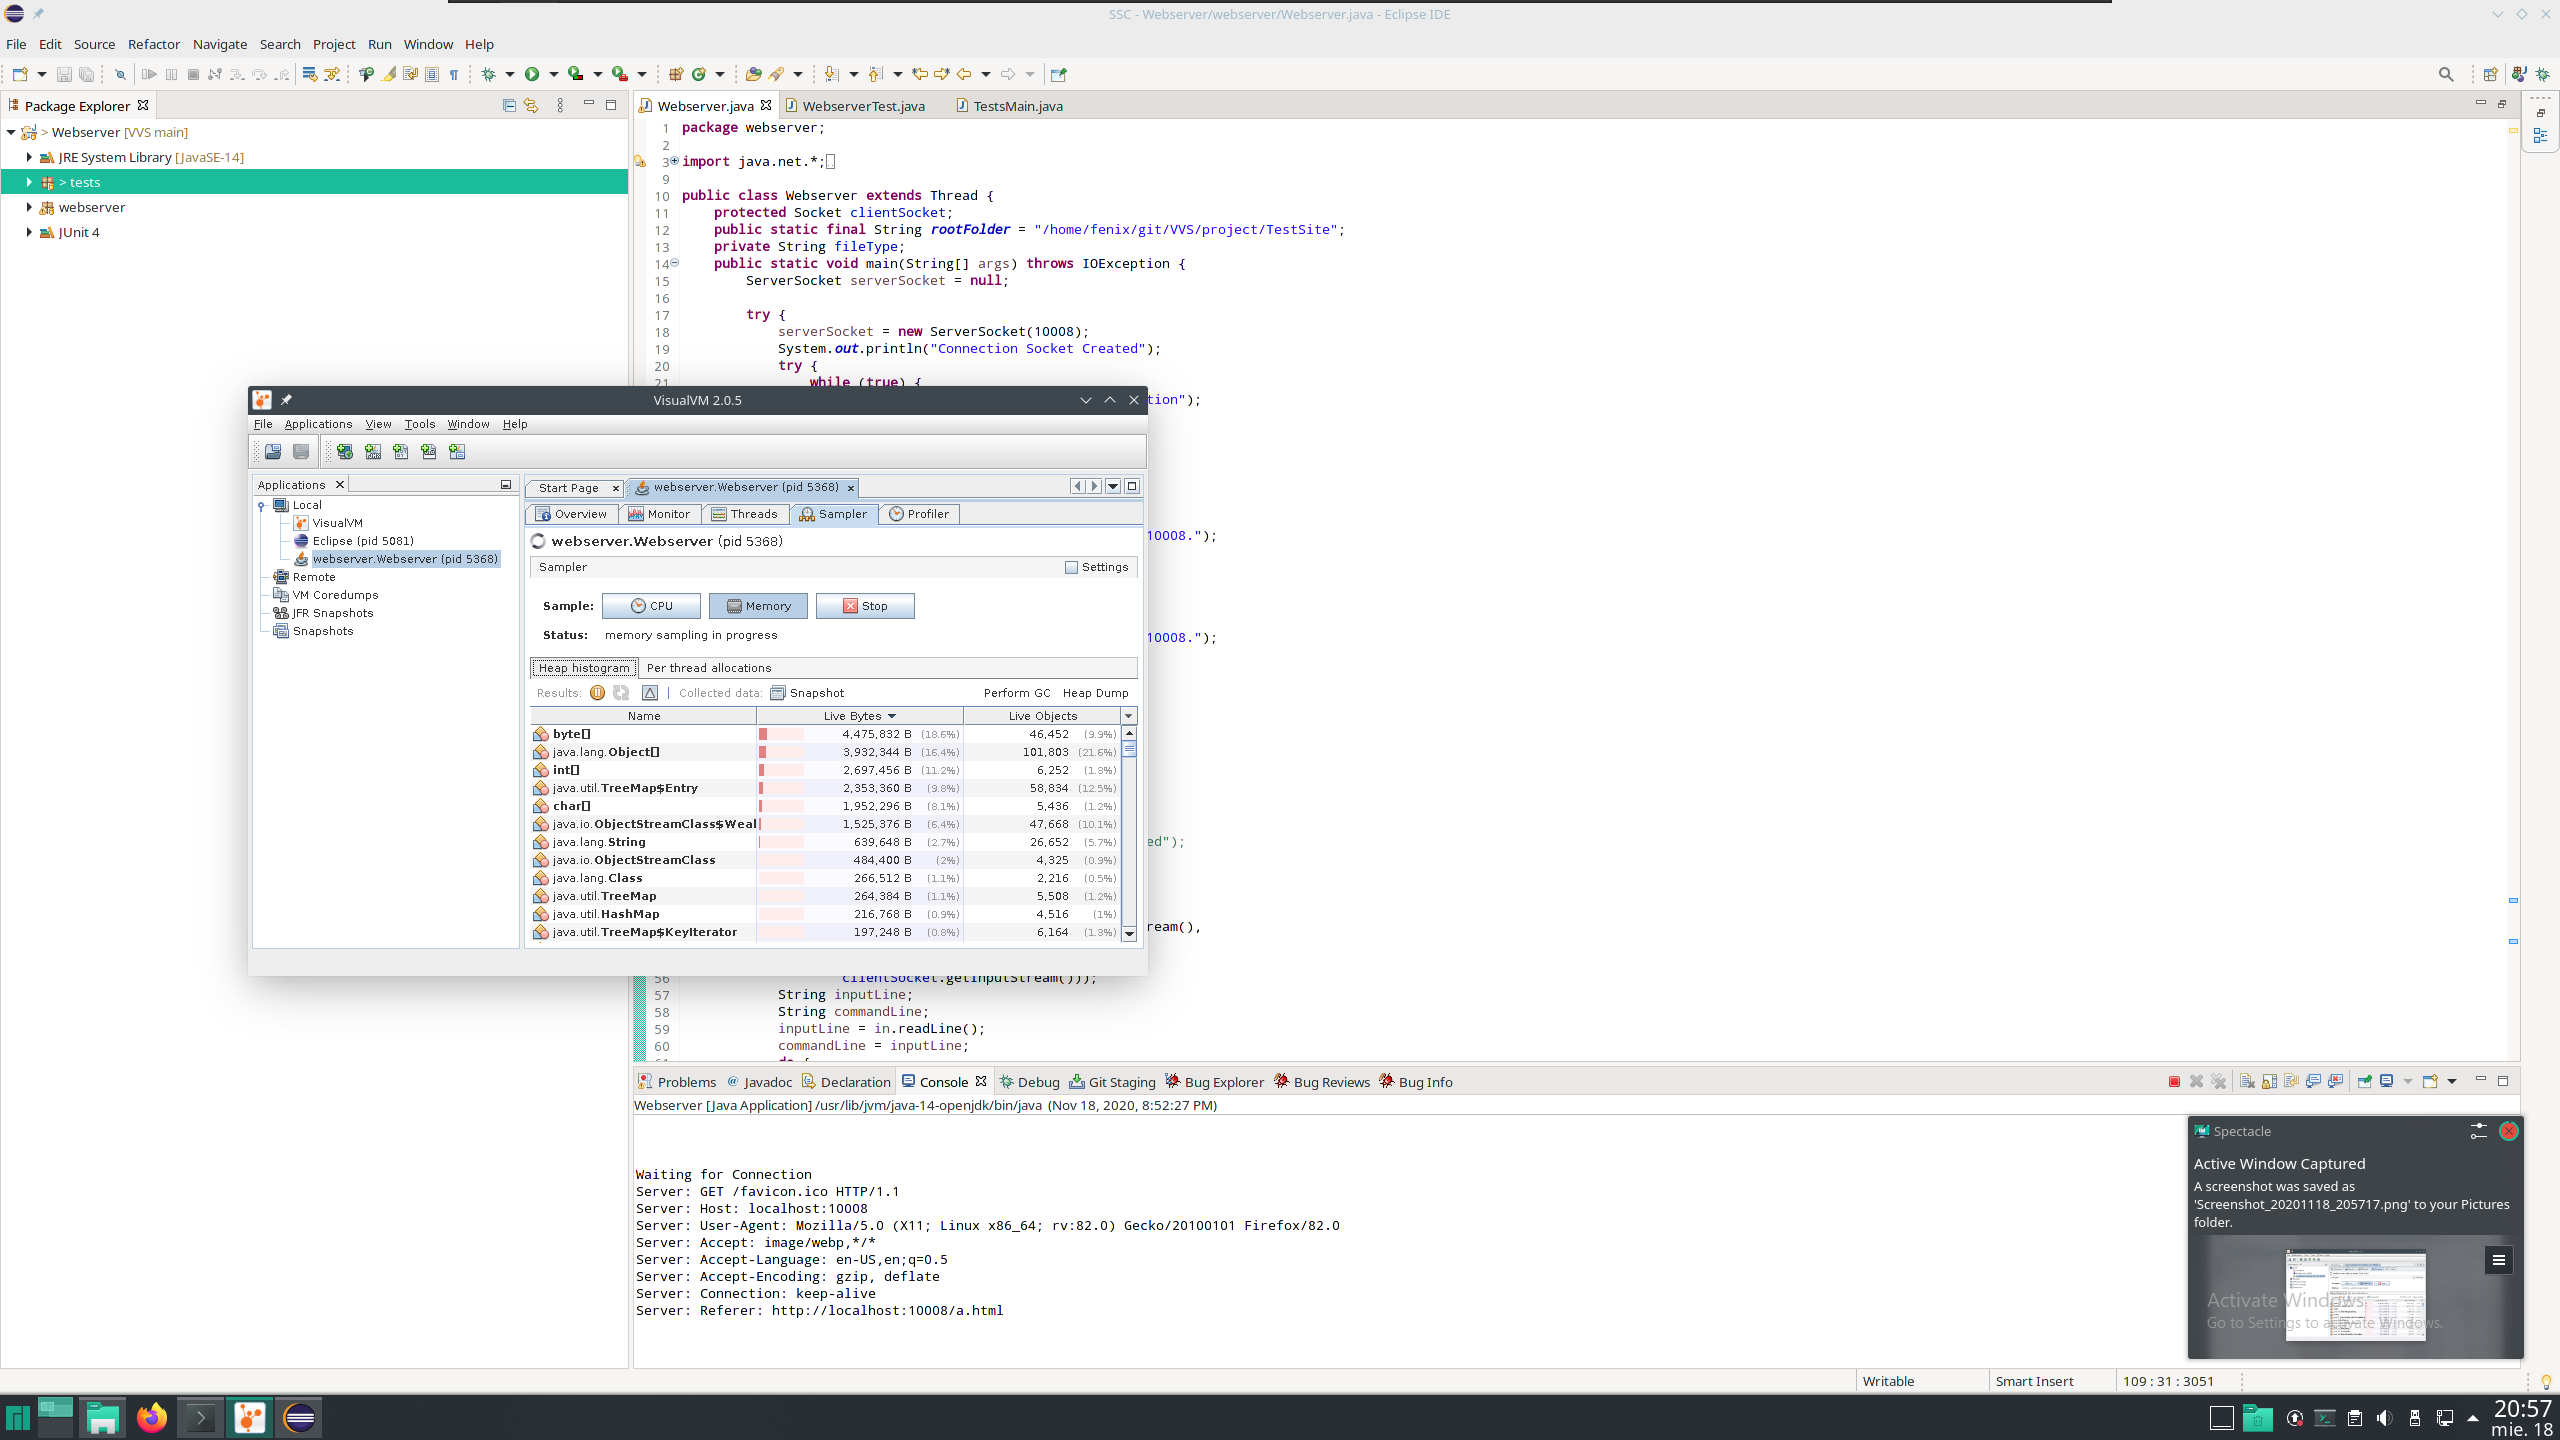 SSC - Webserver/webserver/Webserver.java - Eclipse IDE
File Edit Source Refactor Navigate Search Project Run Window Help
Package Explorer
> Webserver [VVS main]
JRE System Library [JavaSE-14]
> tests
webserver
JUnit 4
Webserver.java WebserverTest.java TestsMain.java
1 package webserver;
2
3 import java.net.*;
9
10 public class Webserver extends Thread {
11 protected Socket clientSocket;
12 public static final String rootFolder = "/home/fenix/git/VVS/project/TestSite";
13 private String fileType;
14 public static void main(String[] args) throws IOException {
15 ServerSocket serverSocket = null;
16
17 try {
18 serverSocket = new ServerSocket(10008);
19 System.out.println("Connection Socket Created");
20 try {
21 while (true) {
tion");
10008.");
10008.");
ed");
ream(),
56 clientSocket.getInputStream()));
57 String inputLine;
58 String commandLine;
59 inputLine = in.readLine();
60 commandLine = inputLine;
61 do {
VisualVM 2.0.5
File Applications View Tools Window Help
Applications
Local
VisualVM
Eclipse (pid 5081)
webserver.Webserver (pid 5368)
Remote
VM Coredumps
JFR Snapshots
Snapshots
Start Page webserver.Webserver (pid 5368)
Overview Monitor Threads Sampler Profiler
webserver.Webserver (pid 5368)
Sampler Settings
Sample: CPU Memory Stop
Status: memory sampling in progress
Heap histogram Per thread allocations
Results: Collected data: Snapshot Perform GC Heap Dump
Name Live Bytes Live Objects
byte[] 4,475,832 B (18.6%) 46,452 (9.9%)
java.lang.Object[] 3,932,344 B (16.4%) 101,803 (21.6%)
int[] 2,697,456 B (11.2%) 6,252 (1.3%)
java.util.TreeMap$Entry 2,353,360 B (9.8%) 58,834 (12.5%)
char[] 1,952,296 B (8.1%) 5,436 (1.2%)
java.io.ObjectStreamClass$Weal 1,525,376 B (6.4%) 47,668 (10.1%)
java.lang.String 639,648 B (2.7%) 26,652 (5.7%)
java.io.ObjectStreamClass 484,400 B (2%) 4,325 (0.9%)
java.lang.Class 266,512 B (1.1%) 2,216 (0.5%)
java.util.TreeMap 264,384 B (1.1%) 5,508 (1.2%)
java.util.HashMap 216,768 B (0.9%) 4,516 (1%)
java.util.TreeMap$KeyIterator 197,248 B (0.8%) 6,164 (1.3%)
Problems Javadoc Declaration Console Debug Git Staging Bug Explorer Bug Reviews Bug Info
Webserver [Java Application] /usr/lib/jvm/java-14-openjdk/bin/java (Nov 18, 2020, 8:52:27 PM)
Waiting for Connection
Server: GET /favicon.ico HTTP/1.1
Server: Host: localhost:10008
Server: User-Agent: Mozilla/5.0 (X11; Linux x86_64; rv:82.0) Gecko/20100101 Firefox/82.0
Server: Accept: image/webp,*/*
Server: Accept-Language: en-US,en;q=0.5
Server: Accept-Encoding: gzip, deflate
Server: Connection: keep-alive
Server: Referer: http://localhost:10008/a.html
Spectacle
Active Window Captured
A screenshot was saved as
'Screenshot_20201118_205717.png' to your Pictures
folder.
Activate Windows
Go to Settings to activate Windows.
Writable Smart Insert 109 : 31 : 3051
20:57
mie. 18